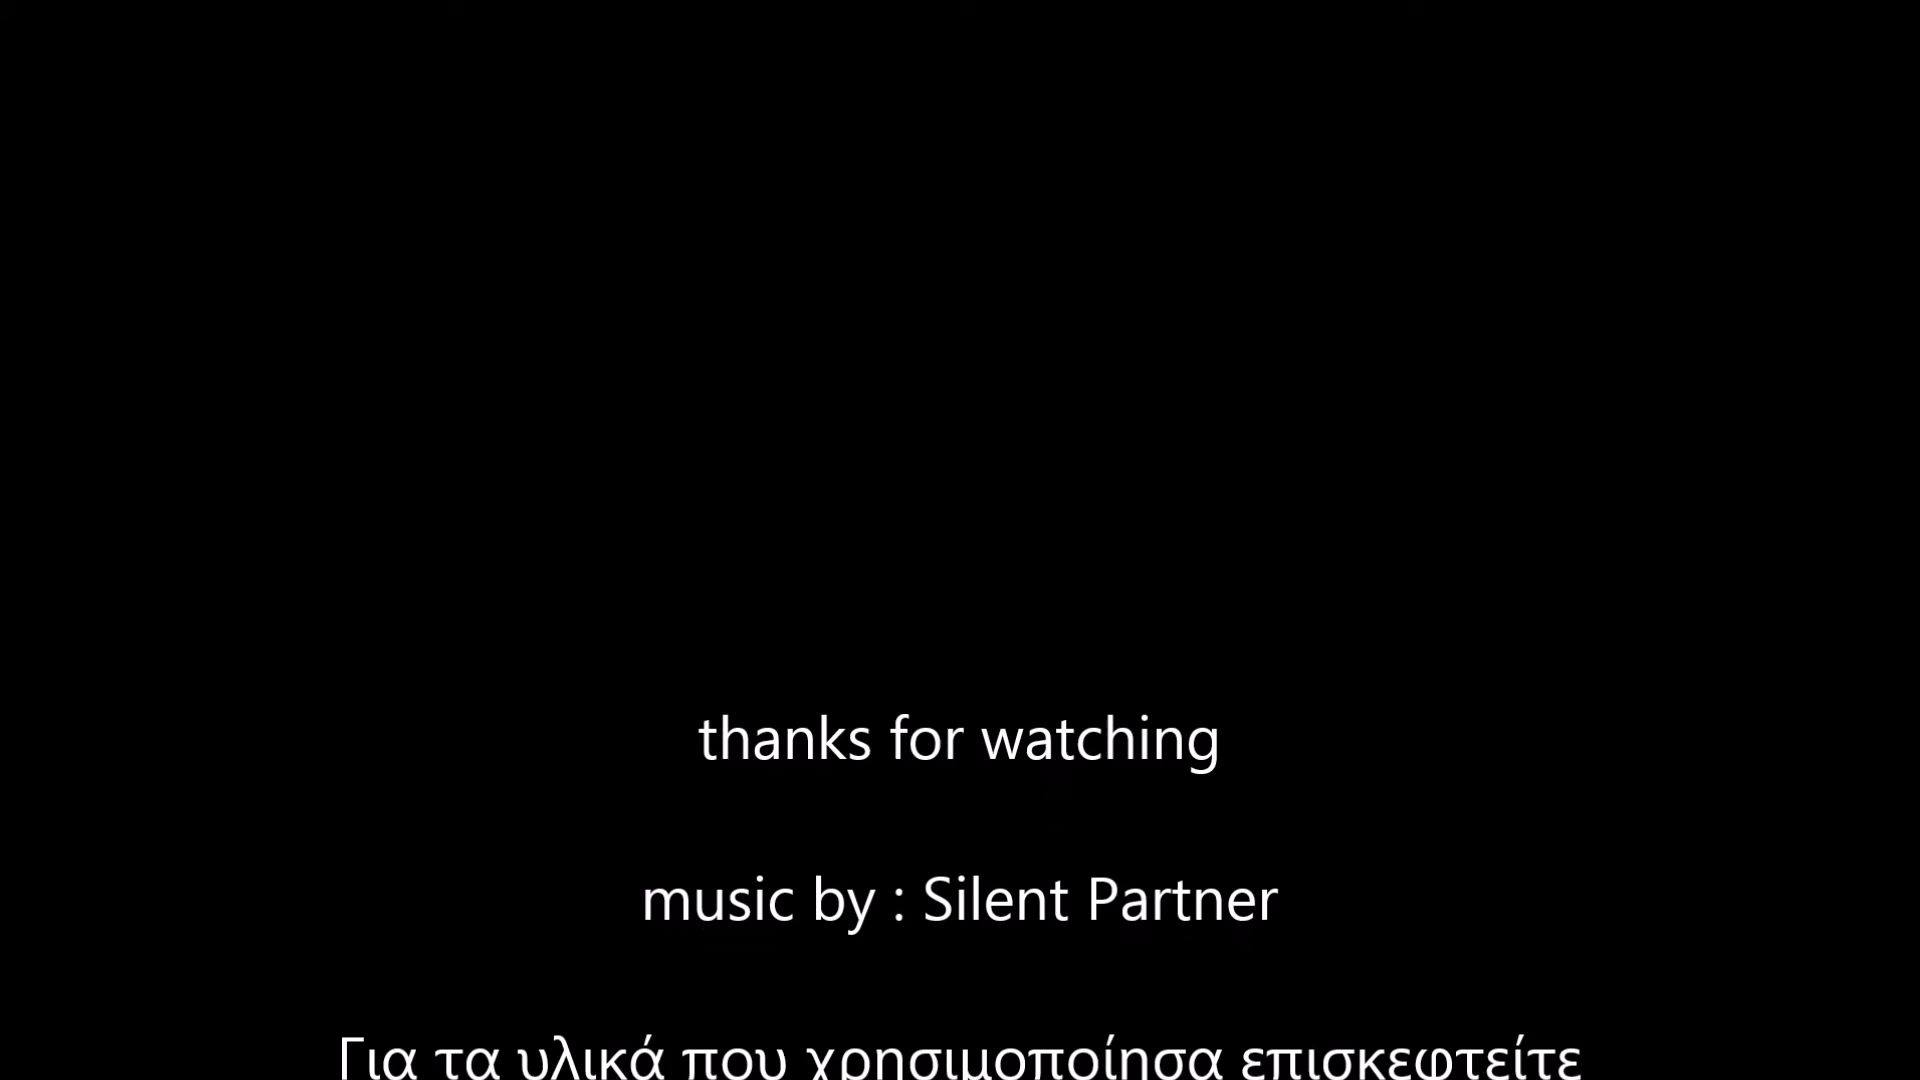 thanks for watching
music by : Silent Partner
Για τα υλικά που χρησιμοποίησα επισκεφτείτε